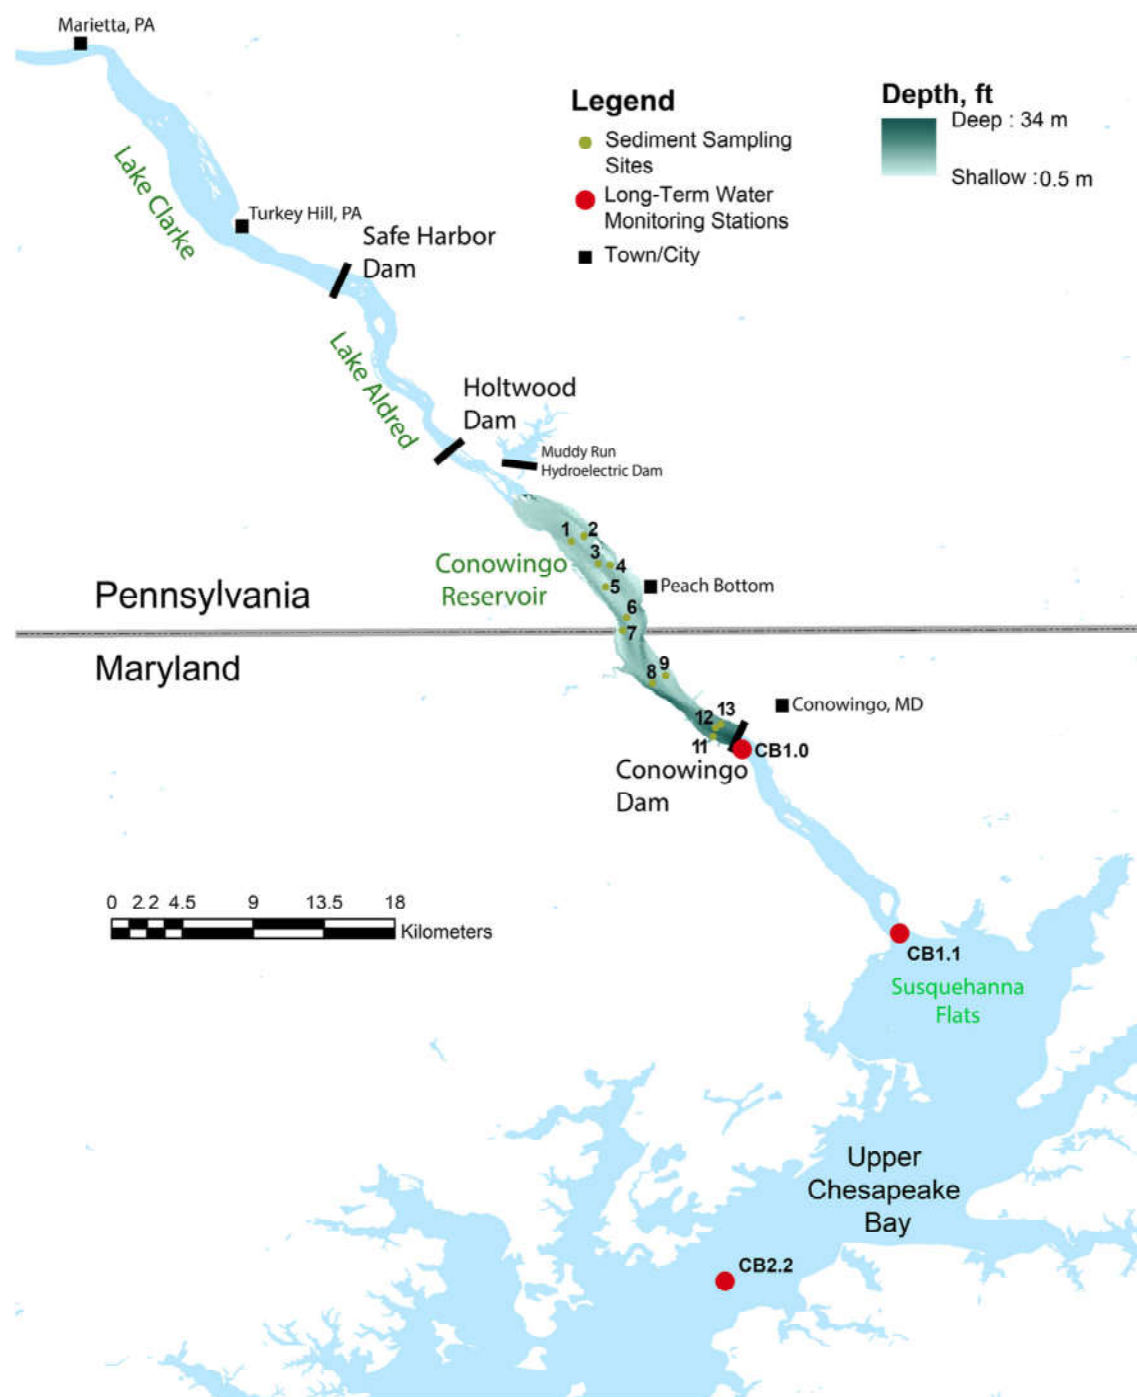 Marietta, PA
Legend
Sediment Sampling
Sites
Long-Term Water
Monitoring Stations
Town/City
Depth, ft
Deep : 34 m
Shallow :0.5 m
Lake Clarke
Turkey Hill, PA
Safe Harbor
Dam
Lake Aldred
Holtwood
Dam
Muddy Run
Hydroelectric Dam
1
2
3
4
Conowingo
Reservoir
5
Peach Bottom
6
Pennsylvania
7
Maryland
8
9
12
13
Conowingo, MD
11
CB1.0
Conowingo
Dam
0 2.2 4.5 9 13.5 18
Kilometers
CB1.1
Susquehanna
Flats
Upper
Chesapeake
Bay
CB2.2